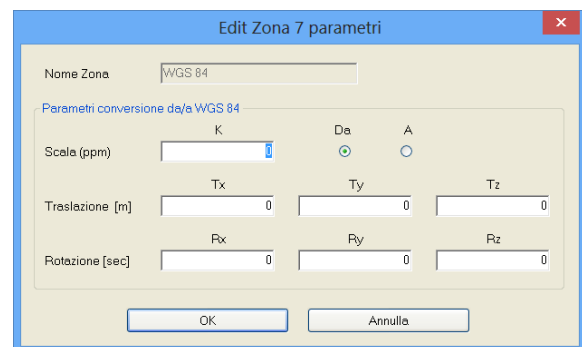 Edit Zona 7 parametri
Nome Zona WGS 84
Parametri conversione da/a WGS 84
K Da A
Scala (ppm) 0
Tx Ty Tz
Traslazione [m] 0 0 0
Rx Ry Rz
Rotazione [sec] 0 0 0
OK Annulla